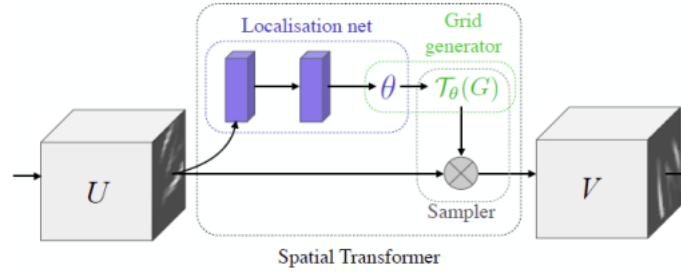 Localisation net
Grid
generator
θ
𝒯θ(G)
U
V
Sampler
Spatial Transformer